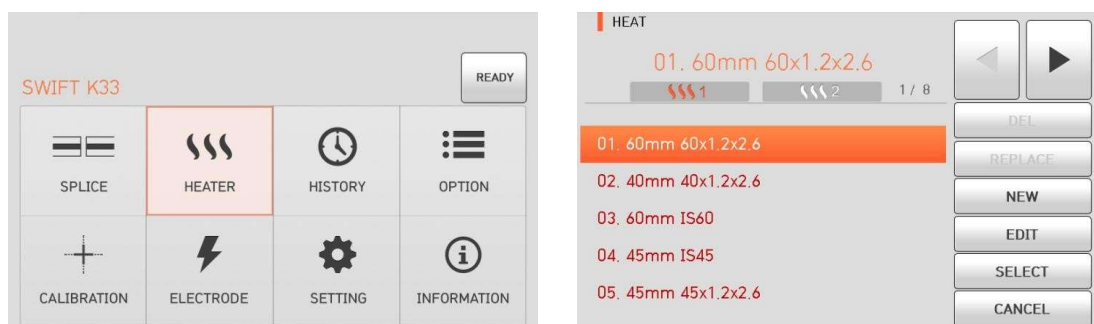 SWIFT K33
READY
SPLICE
HEATER
HISTORY
OPTION
CALIBRATION
ELECTRODE
SETTING
INFORMATION
HEAT
01. 60mm 60x1.2x2.6
1
2
1 / 8
01. 60mm 60x1.2x2.6
02. 40mm 40x1.2x2.6
03. 60mm IS60
04. 45mm IS45
05. 45mm 45x1.2x2.6
DEL
REPLACE
NEW
EDIT
SELECT
CANCEL